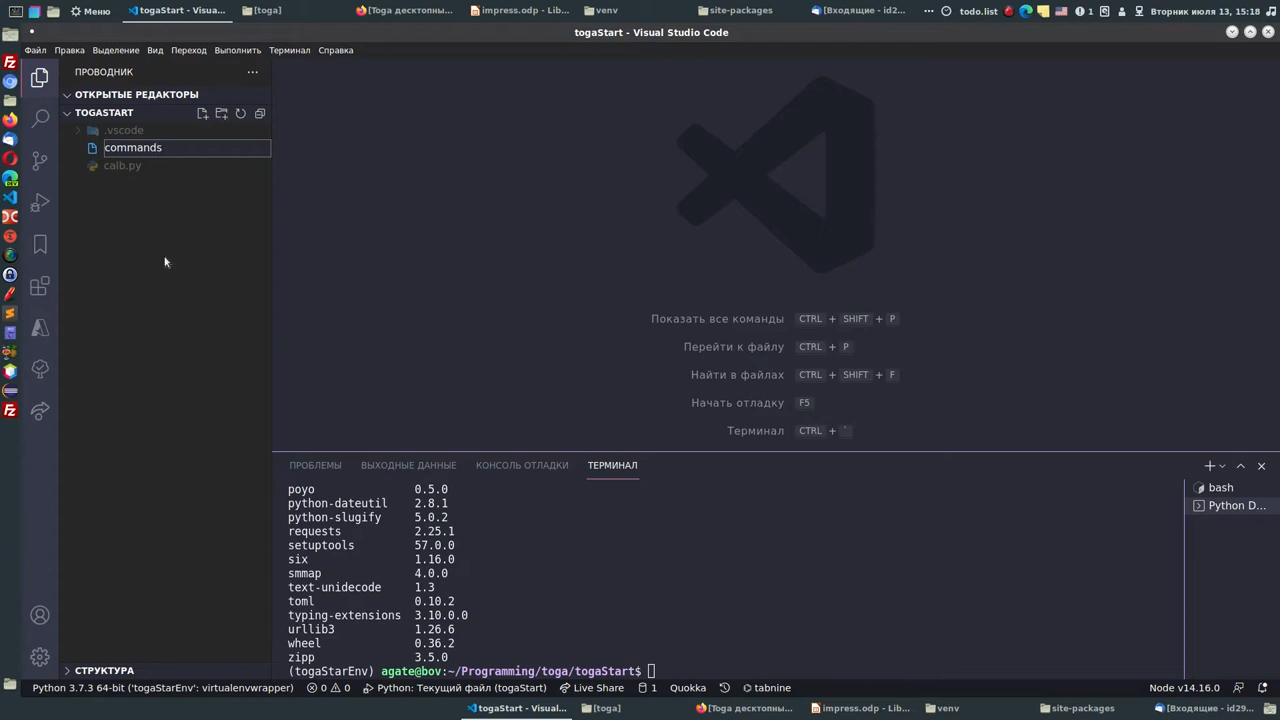 Меню
togaStart - Visua...
[toga]
[Toga десктопны...
impress.odp - Lib...
venv
site-packages
[Входящие - id2...
todo.list
1
Вторник июля 13, 15:18
togaStart - Visual Studio Code
Файл Правка Выделение Вид Переход Выполнить Терминал Справка
ПРОВОДНИК
ОТКРЫТЫЕ РЕДАКТОРЫ
TOGASTART
.vscode
commands
calb.py
Показать все команды CTRL + SHIFT + P
Перейти к файлу CTRL + P
Найти в файлах CTRL + SHIFT + F
Начать отладку F5
Терминал CTRL + `
ПРОБЛЕМЫ ВЫХОДНЫЕ ДАННЫЕ КОНСОЛЬ ОТЛАДКИ ТЕРМИНАЛ
poyo 0.5.0
python-dateutil 2.8.1
python-slugify 5.0.2
requests 2.25.1
setuptools 57.0.0
six 1.16.0
smmap 4.0.0
text-unidecode 1.3
toml 0.10.2
typing-extensions 3.10.0.0
urllib3 1.26.6
wheel 0.36.2
zipp 3.5.0
(togaStarEnv) agate@bov:~/Programming/toga/togaStart$
bash
Python D...
СТРУКТУРА
Python 3.7.3 64-bit ('togaStarEnv': virtualenvwrapper) 0 0 Python: Текущий файл (togaStart) Live Share 1 Quokka tabnine Node v14.16.0
togaStart - Visual...
[toga]
[Toga десктопны...
impress.odp - Lib...
venv
site-packages
[Входящие - id29...